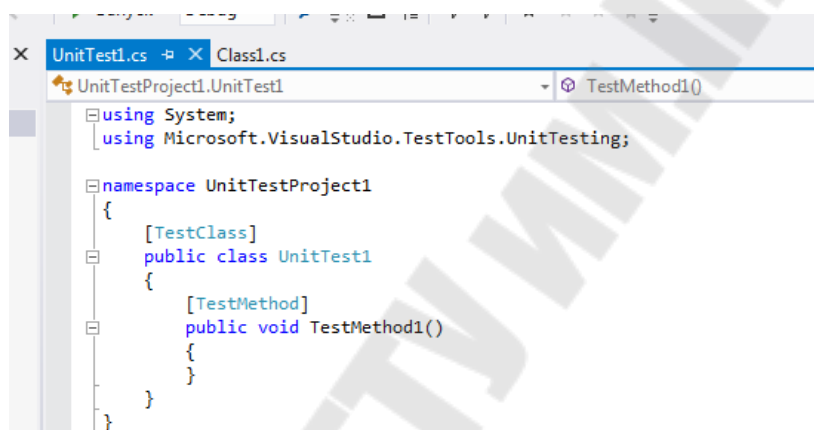 UnitTest1.cs Class1.cs
UnitTestProject1.UnitTest1 TestMethod1()
using System;
using Microsoft.VisualStudio.TestTools.UnitTesting;
namespace UnitTestProject1
{
[TestClass]
public class UnitTest1
{
[TestMethod]
public void TestMethod1()
{
}
}
}